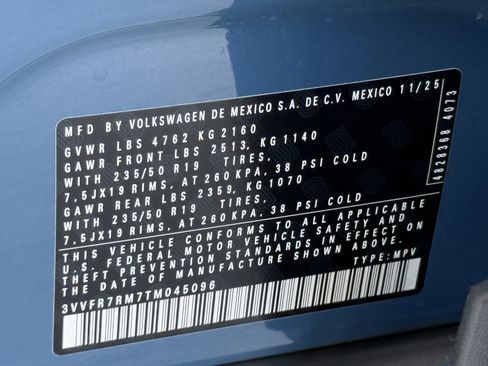 MFD BY VOLKSWAGEN DE MEXICO S.A. DE C.V. MEXICO 11/25
GVWR LBS 4762 KG 2160
GAWR FRONT LBS 2513, KG 1140
WITH 235/50 R19 TIRES,
7.5JX19 RIMS, AT 260 KPA, 38 PSI COLD
GAWR REAR LBS 2359, KG 1070
WITH 235/50 R19 TIRES,
7.5JX19 RIMS, AT 260 KPA, 38 PSI COLD
THIS VEHICLE CONFORMS TO ALL APPLICABLE
U.S. FEDERAL MOTOR VEHICLE SAFETY AND
THEFT PREVENTION STANDARDS IN EFFECT ON
THE DATE OF MANUFACTURE SHOWN ABOVE.
3VVFR7RM7TM045096 TYPE: MPV
4828368 4073